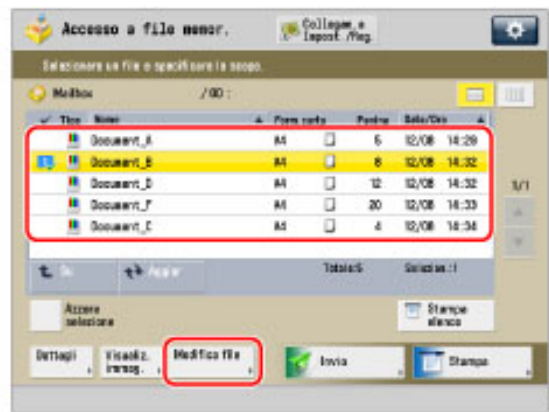 Accesso a file memor.
Collegam. e
Impost. /Reg.
Selezionare un file e specificare lo scopo.
Mailbox /00 :
Tipo Nome Form. carta Pagine Data/Ora
Document_A A4 6 12/08 14:29
1 Document_B A4 8 12/08 14:32
Document_D A4 12 12/08 14:32
Document_F A4 20 12/08 14:33
Document_C A4 4 12/08 14:34
1/1
Su
Totale:5 Selezion.:1
Azzera
selezione
Stampa
elenco
Dettagli
Visualiz.
immag.
Modifica file
Invia
Stampa